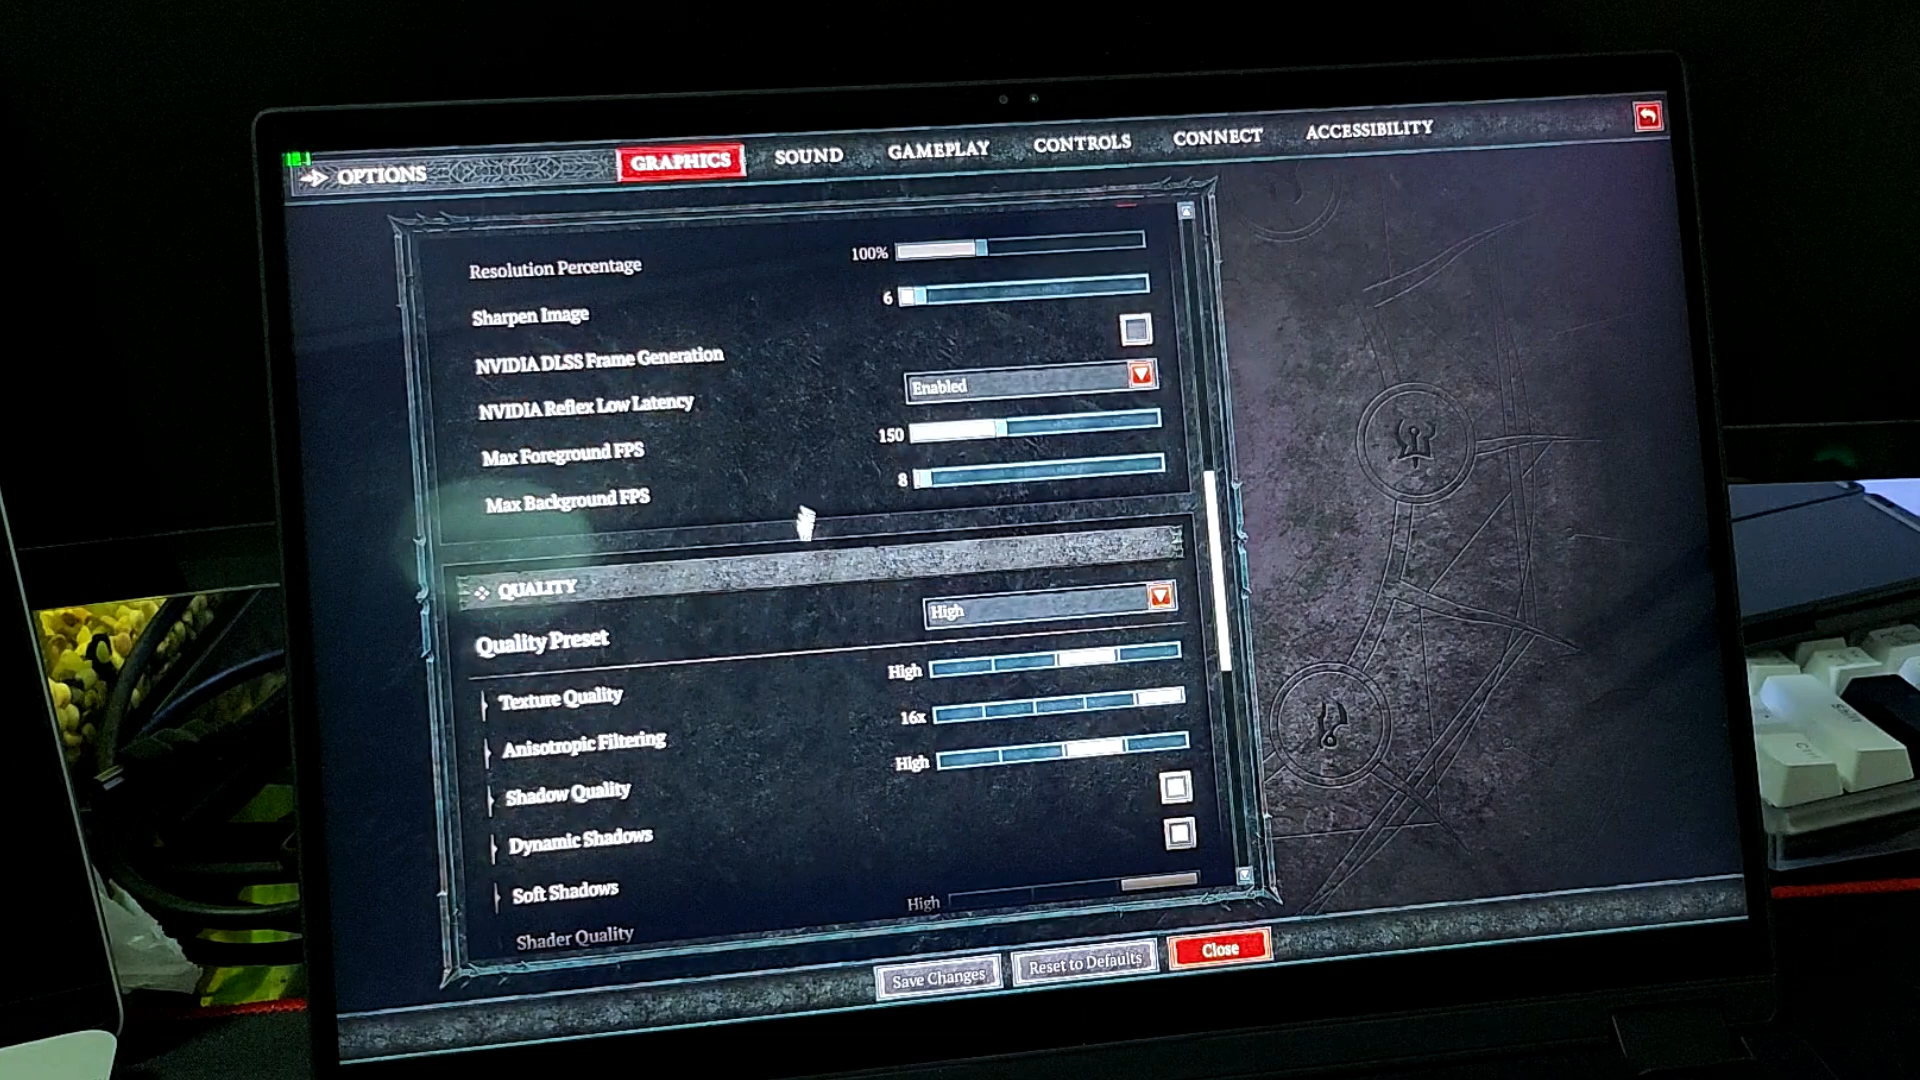 OPTIONS
GRAPHICS
SOUND
GAMEPLAY
CONTROLS
CONNECT
ACCESSIBILITY
Resolution Percentage 100%
Sharpen Image 6
NVIDIA DLSS Frame Generation
NVIDIA Reflex Low Latency Enabled
Max Foreground FPS 150
Max Background FPS 8
QUALITY
Quality Preset High
Texture Quality High
Anisotropic Filtering 16x
Shadow Quality High
Dynamic Shadows
Soft Shadows
Shader Quality High
Save Changes
Reset to Defaults
Close
Shift